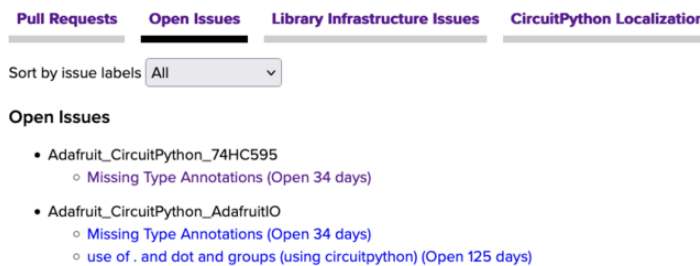 Pull Requests Open Issues Library Infrastructure Issues CircuitPython Localization
Sort by issue labels All
Open Issues
Adafruit_CircuitPython_74HC595
Missing Type Annotations (Open 34 days)
Adafruit_CircuitPython_AdafruitIO
Missing Type Annotations (Open 34 days)
use of . and dot and groups (using circuitpython) (Open 125 days)